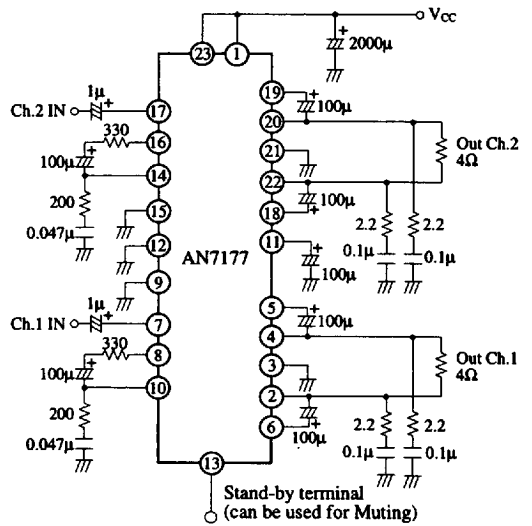 VCC
2000μ
23
1
1μ
Ch.2 IN
17
19
100μ
330
16
20
Out Ch.2
4Ω
100μ
14
21
22
200
100μ
15
18
2.2
2.2
0.047μ
12
11
AN7177
0.1μ
0.1μ
9
100μ
1μ
5
Ch.1 IN
7
100μ
330
8
4
Out Ch.1
4Ω
100μ
10
3
2
200
2.2
2.2
6
100μ
0.047μ
0.1μ
0.1μ
13
Stand-by terminal
(can be used for Muting)